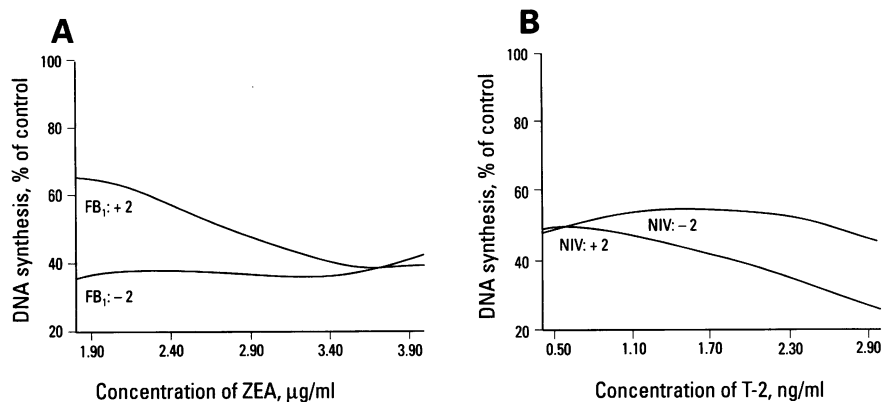 A
DNA synthesis, % of control
100
80
60
40
20
FB₁: + 2
FB₁: – 2
1.90 2.40 2.90 3.40 3.90
Concentration of ZEA, μg/ml
B
DNA synthesis, % of control
100
80
60
40
20
NIV: – 2
NIV: + 2
0.50 1.10 1.70 2.30 2.90
Concentration of T-2, ng/ml